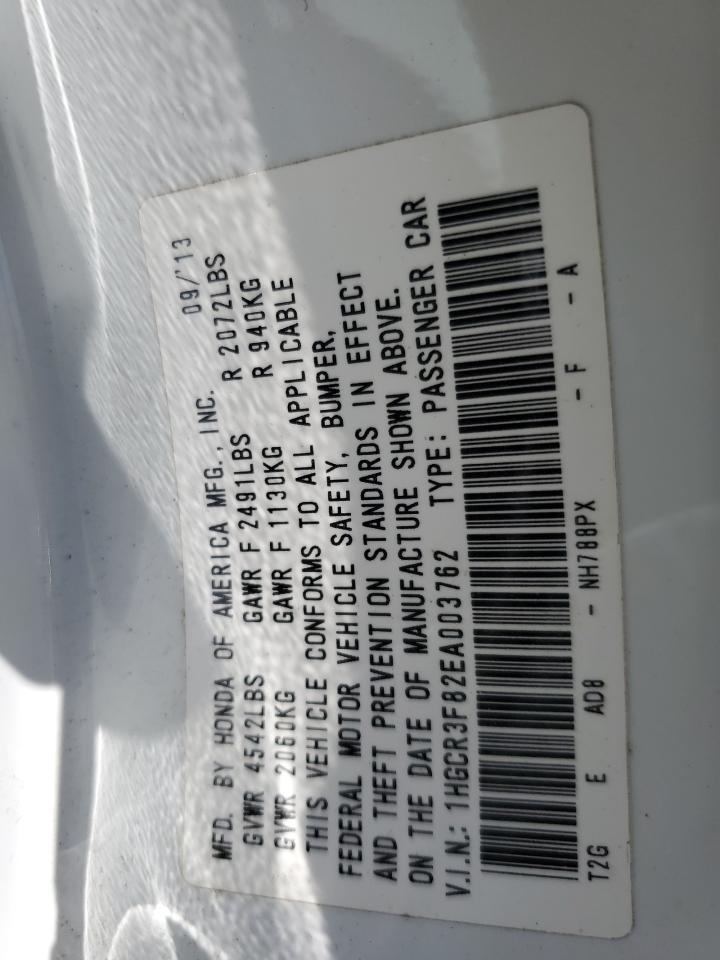 MFD. BY HONDA OF AMERICA MFG., INC. 09/'13
GVWR 4542LBS GAWR F 2491LBS R 2072LBS
GVWR 2060KG GAWR F 1130KG R 940KG
THIS VEHICLE CONFORMS TO ALL APPLICABLE
FEDERAL MOTOR VEHICLE SAFETY, BUMPER,
AND THEFT PREVENTION STANDARDS IN EFFECT
ON THE DATE OF MANUFACTURE SHOWN ABOVE.
V.I.N.: 1HGCR3F82EA003762 TYPE: PASSENGER CAR
T2G E AD8 - NH788PX - F - A